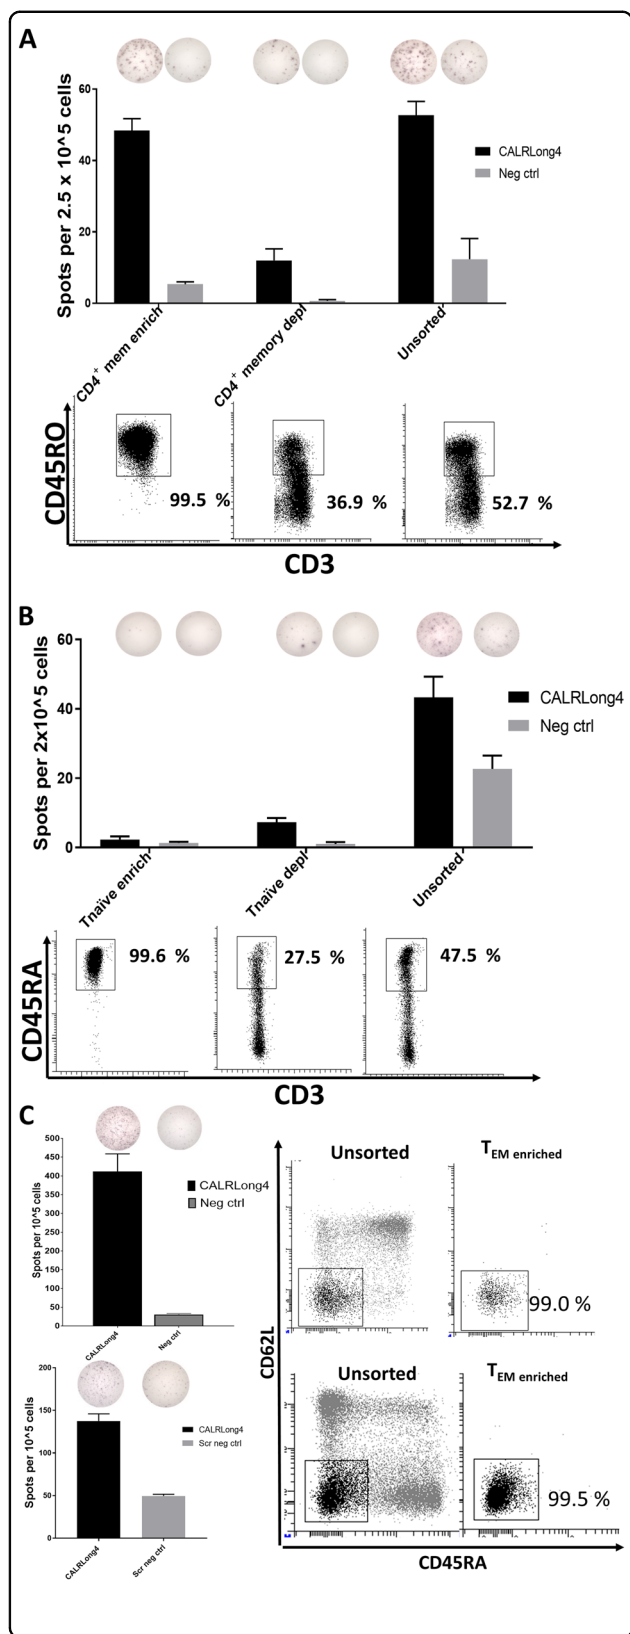 A
Spots per 2.5 x 10^5 cells
60
40
20
0
CALRLong4
Neg ctrl
CD4+ mem enrich
CD4+ memory depl
Unsorted
CD45RO
99.5 %
36.9 %
52.7 %
CD3
B
Spots per 2x10^5 cells
60
40
20
0
CALRLong4
Neg ctrl
Tnaïve enrich
Tnaïve depl
Unsorted
CD45RA
99.6 %
27.5 %
47.5 %
CD3
C
Spots per 10^5 cells
500
450
400
350
300
250
200
150
100
50
0
CALRLong4
Neg ctrl
CALRLong4
Neg ctrl
Spots per 10^5 cells
200
150
100
50
0
CALRLong4
Scr neg ctrl
CALRLong4
Scr neg ctrl
Unsorted
TEM enriched
99.0 %
CD62L
Unsorted
TEM enriched
99.5 %
CD45RA